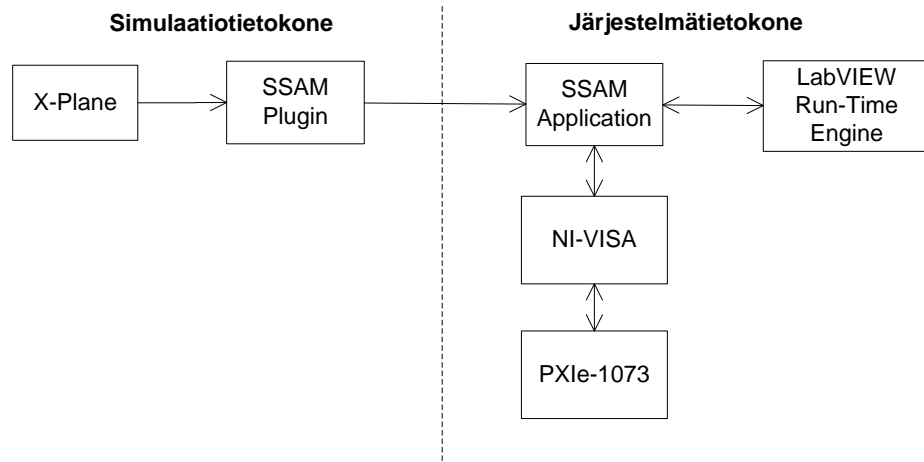 Simulaatiotietokone
Järjestelmätietokone
X-Plane
SSAM
Plugin
SSAM
Application
LabVIEW
Run-Time
Engine
NI-VISA
PXIe-1073